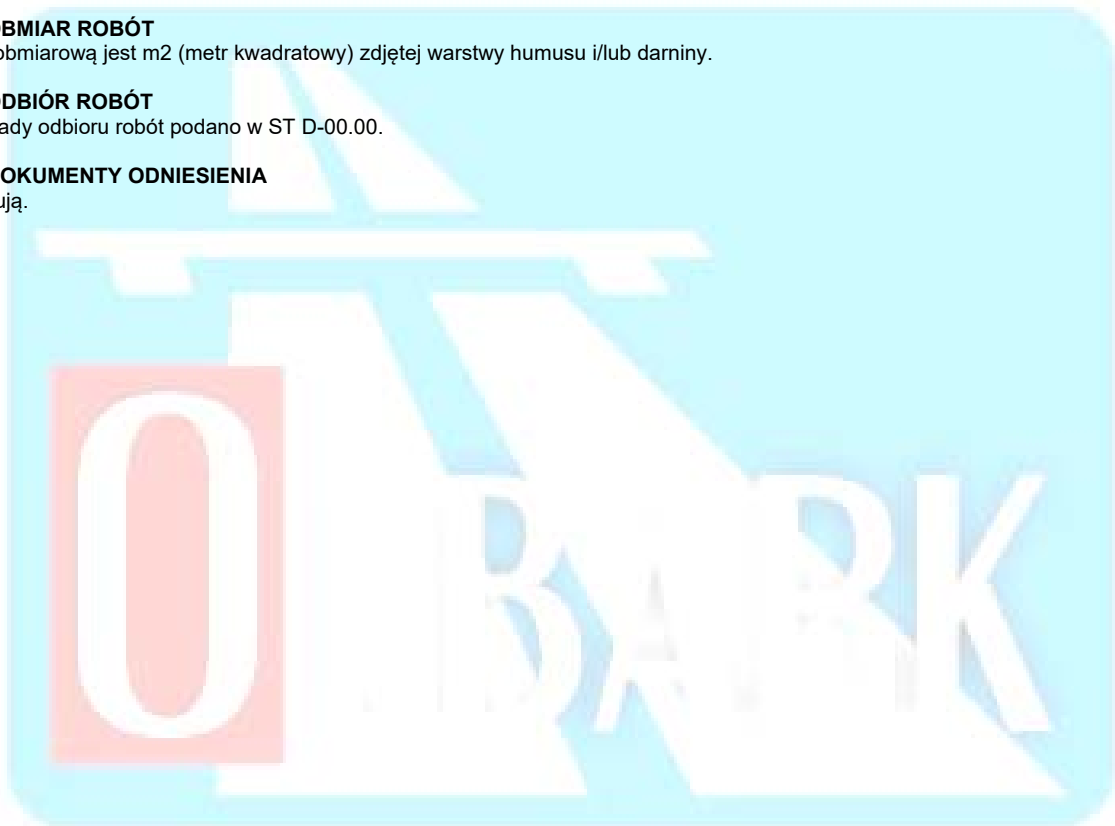 BMIAR ROBÓT
obmiarową jest m2 (metr kwadratowy) zdjętej warstwy humusu i/lub darniny.
DBIÓR ROBÓT
ady odbioru robót podano w ST D-00.00.
OKUMENTY ODNIESIENIA
ują.